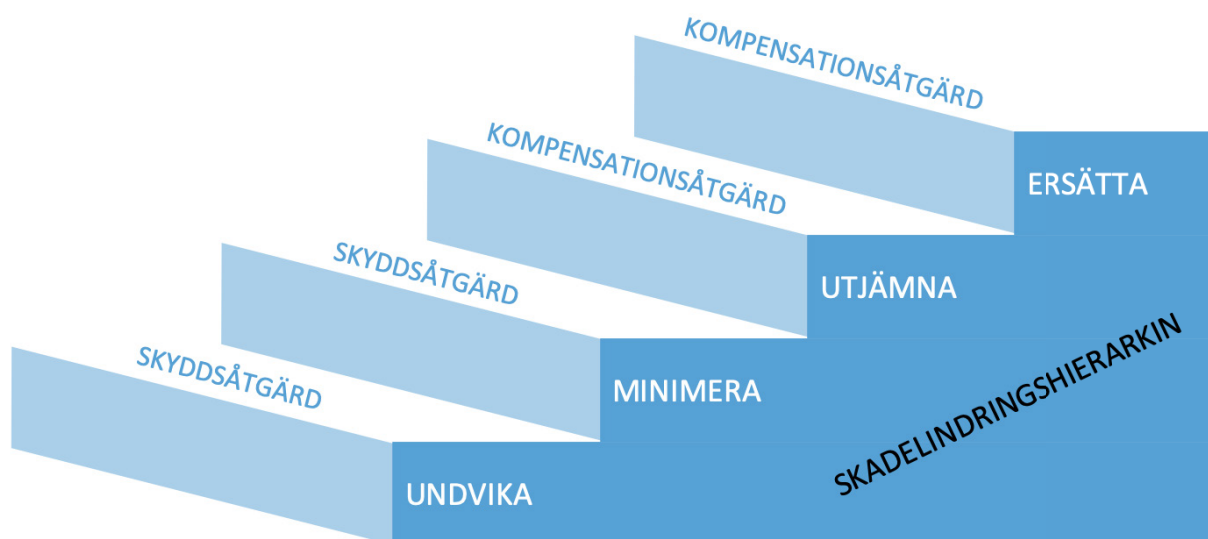 KOMPENSATIONSÅTGÄRD
ERSÄTTA
KOMPENSATIONSÅTGÄRD
UTJÄMNA
SKYDDSÅTGÄRD
MINIMERA
SKYDDSÅTGÄRD
UNDVIKA
SKADELINDRINGSHIERARKIN